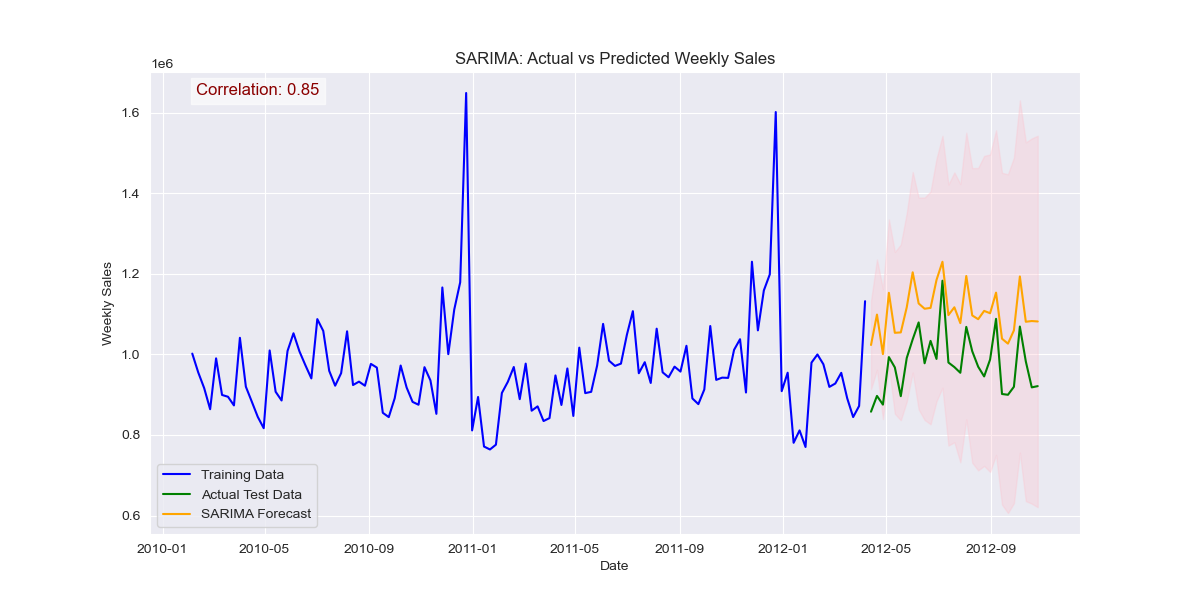 SARIMA: Actual vs Predicted Weekly Sales
1e6
Correlation: 0.85
1.6
1.4
1.2
1.0
0.8
0.6
Weekly Sales
Training Data
Actual Test Data
SARIMA Forecast
2010-01 2010-05 2010-09 2011-01 2011-05 2011-09 2012-01 2012-05 2012-09
Date